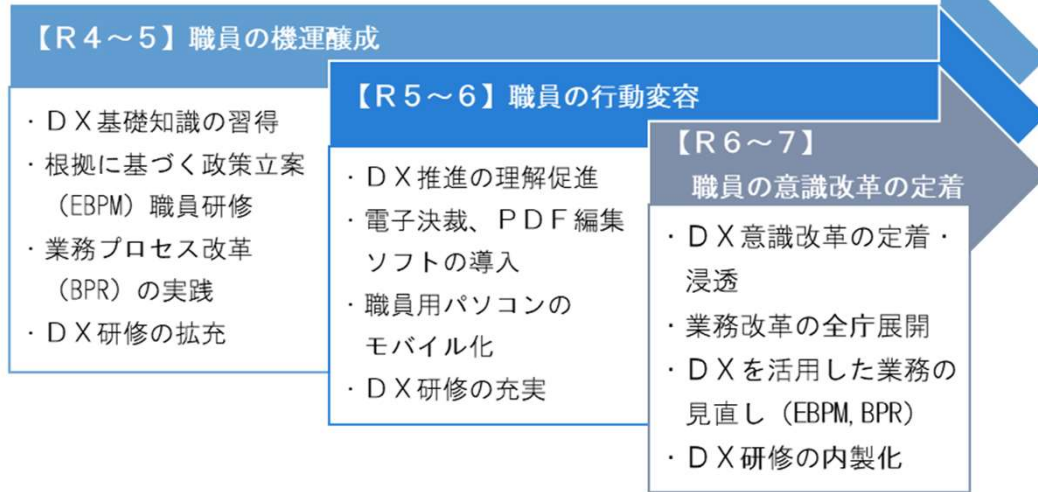 【Ｒ４～５】職員の機運醸成
・ＤＸ基礎知識の習得
・根拠に基づく政策立案
（EBPM）職員研修
・業務プロセス改革
（BPR）の実践
・ＤＸ研修の拡充
【Ｒ５～６】職員の行動変容
・ＤＸ推進の理解促進
・電子決裁、ＰＤＦ編集
ソフトの導入
・職員用パソコンの
モバイル化
・ＤＸ研修の充実
【Ｒ６～７】
職員の意識改革の定着
・ＤＸ意識改革の定着・
浸透
・業務改革の全庁展開
・ＤＸを活用した業務の
見直し（EBPM,BPR）
・ＤＸ研修の内製化